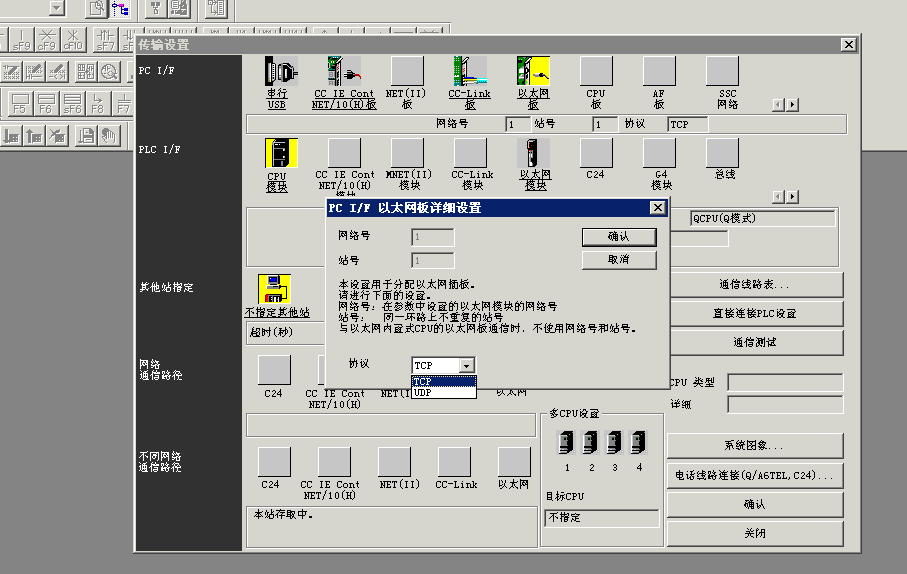 sF9 cF9 cF10 sF7
F5 F6 sF6 F8 F7
传输设置
PC I/F
串行
USB
CC IE Cont
NET/10(H)板
NET(II)
板
CC-Link
板
以太网
板
CPU
板
AF
板
SSC
网络
网络号 1 站号 1 协议 TCP
PLC I/F
CPU
模块
CC IE Cont
NET/10(H)
模块
MNET(II)
模块
CC-Link
模块
以太网
模块
C24
G4
模块
总线
QCPU(Q模式)
PC I/F 以太网板详细设置
网络号 1
站号 1
确认
取消
本设置用于分配以太网插板。
请进行下面的设置。
网络号：在参数中设置的以太网模块的网络号
站号： 同一环路上不重复的站号
与以太网内置式CPU的以太网板通信时，不使用网络号和站号。
协议 TCP
TCP
UDP
其他站指定
不指定其他站
超时(秒)
通信线路表...
直接连接PLC设置
通信测试
CPU 类型
详细
系统图象...
电话线路连接(Q/A6TEL,C24)...
确认
关闭
网络
通信路径
C24
CC IE Cont
NET/10(H)
NET(I
CC-Link
以太网
不同网络
通信路径
C24
CC IE Cont
NET/10(H)
NET(II)
CC-Link
以太网
本站存取中。
多CPU设置
1 2 3 4
目标CPU
不指定